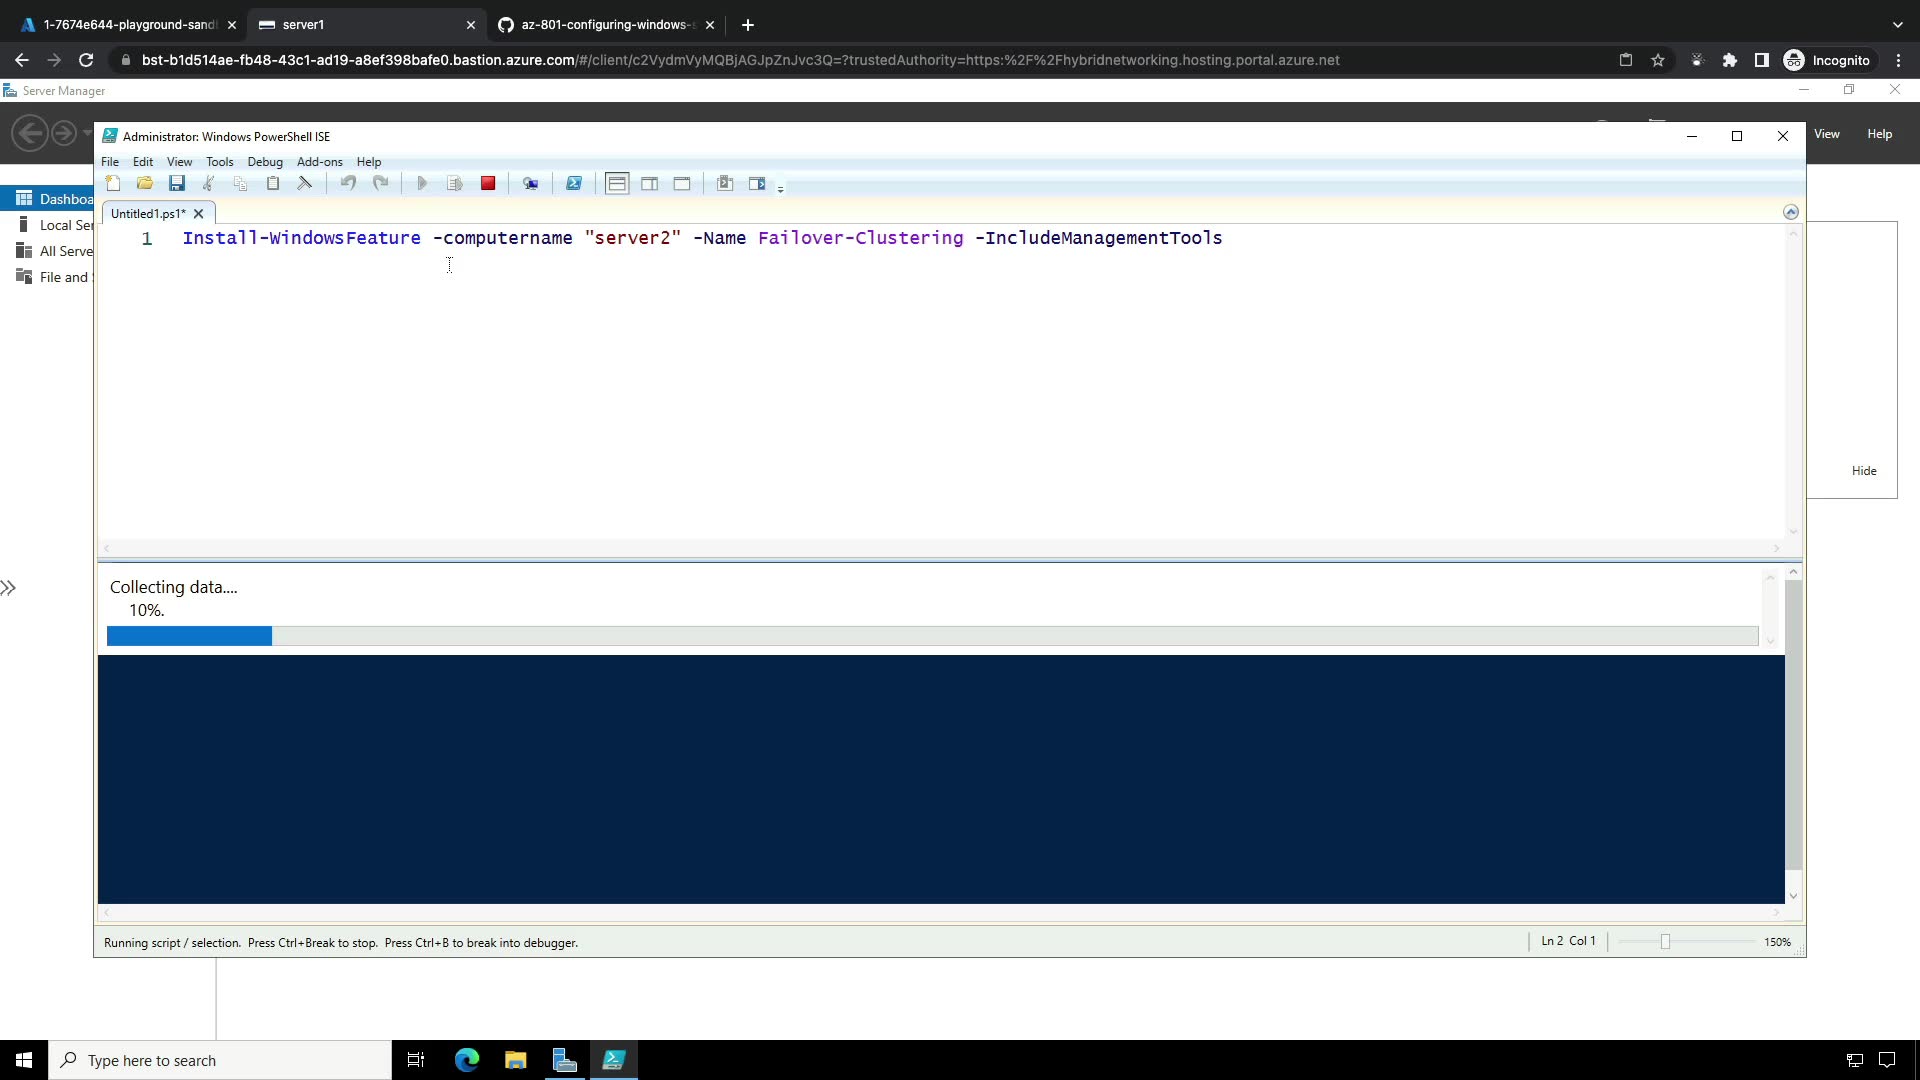 1-7674e644-playground-sand
server1
az-801-configuring-windows-s
bst-b1d514ae-fb48-43c1-ad19-a8ef398bafe0.bastion.azure.com/#/client/c2VydmVyMQBjAGJpZnJvc3Q=?trustedAuthority=https:%2F%2Fhybridnetworking.hosting.portal.azure.net
Incognito
Server Manager
Administrator: Windows PowerShell ISE
View Help
File Edit View Tools Debug Add-ons Help
Dashboa
Untitled1.ps1*
Local Ser
1 Install-WindowsFeature -computername "server2" -Name Failover-Clustering -IncludeManagementTools
All Serve
File and
Hide
Collecting data....
10%.
Running script / selection. Press Ctrl+Break to stop. Press Ctrl+B to break into debugger.
Ln 2 Col 1
150%
Type here to search